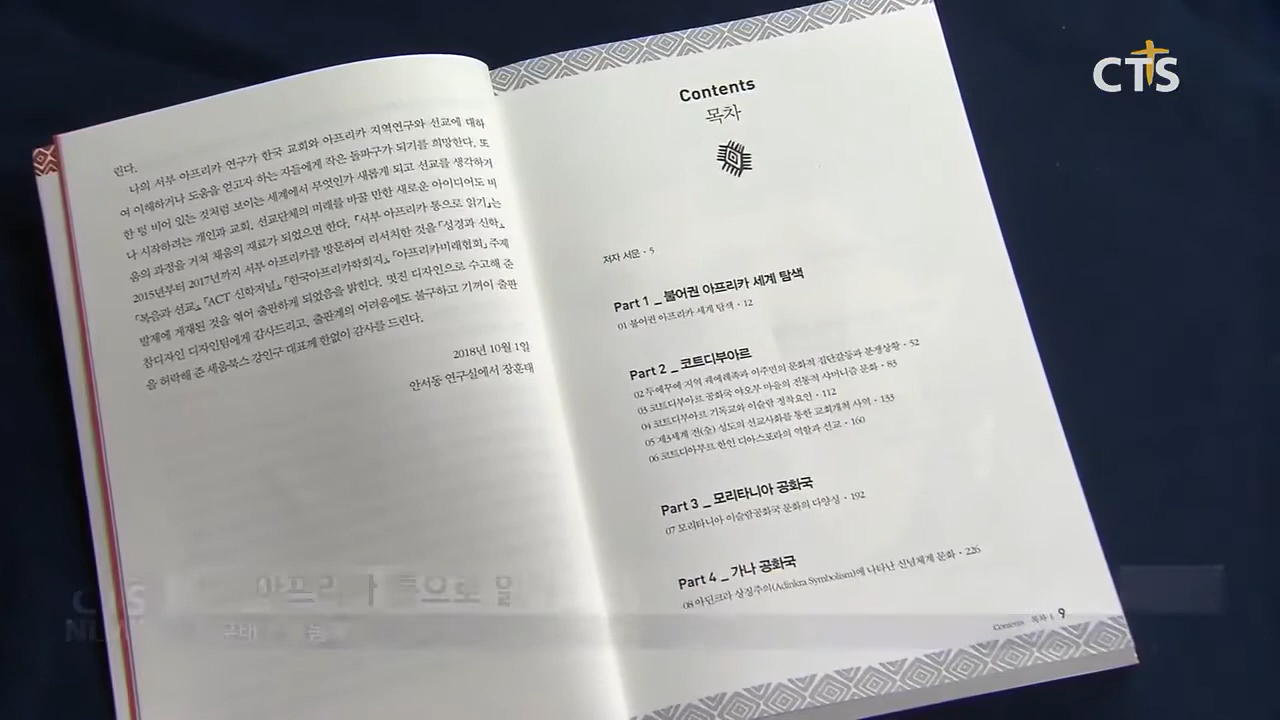 린다.
나의 서부 아프리카 연구가 한국 교회와 아프리카 지역연구와 선교에 대하
여 이해하거나 도움을 얻고자 하는 자들에게 작은 돌파구가 되기를 희망한다. 또
한 텅 비어 있는 것처럼 보이는 세계에서 무엇인가 새롭게 되고 선교를 생각하거
나 시작하려는 개인과 교회, 선교단체의 미래를 바꿀 만한 새로운 아이디어도 비
움의 과정을 거쳐 채움의 재료가 되었으면 한다. 『서부 아프리카 통으로 읽기』는
2015년부터 2017년까지 서부 아프리카를 방문하여 리서치한 것을 「성경과 신학」,
「복음과 선교」, 「ACT 신학저널」, 「한국아프리카학회지」, 「아프리카미래협회」 주제
발제에 게재된 것을 엮어 출판하게 되었음을 밝힌다. 멋진 디자인으로 수고해 준
참디자인 디자인팀에게 감사드리고, 출판계의 어려움에도 불구하고 기꺼이 출판
을 허락해 준 세움북스 강인구 대표께 한없이 감사를 드린다.
2018년 10월 1일
안서동 연구실에서 장훈태
Contents
목차
저자 서문 · 5
Part 1 _ 불어권 아프리카 세계 탐색
01 불어권 아프리카 세계 탐색 · 12
Part 2 _ 코트디부아르
02 두에꾸에 지역 궤에레족과 이주민의 문화적 집단갈등과 분쟁상황 · 52
03 코트디부아르 공화국 야오부 마을의 전통적 샤머니즘 문화 · 83
04 코트디부아르 기독교와 이슬람 정착요인 · 112
05 제3세계 전(全) 성도의 선교사화를 통한 교회개척 사역 · 133
06 코트디아부르 한인 디아스포라의 역할과 선교 · 160
Part 3 _ 모리타니아 공화국
07 모리타니아 이슬람공화국 문화의 다양성 · 192
Part 4 _ 가나 공화국
08 아딘크라 상징주의(Adinkra Symbolism)에 나타난 신념체계 문화 · 226
Contents 목차 | 9
CTS